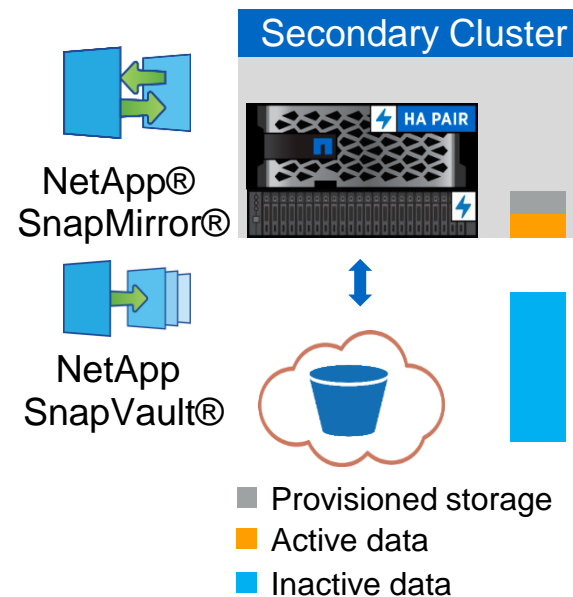 Secondary Cluster
HA PAIR
NetApp®
SnapMirror®
NetApp
SnapVault®
Provisioned storage
Active data
Inactive data